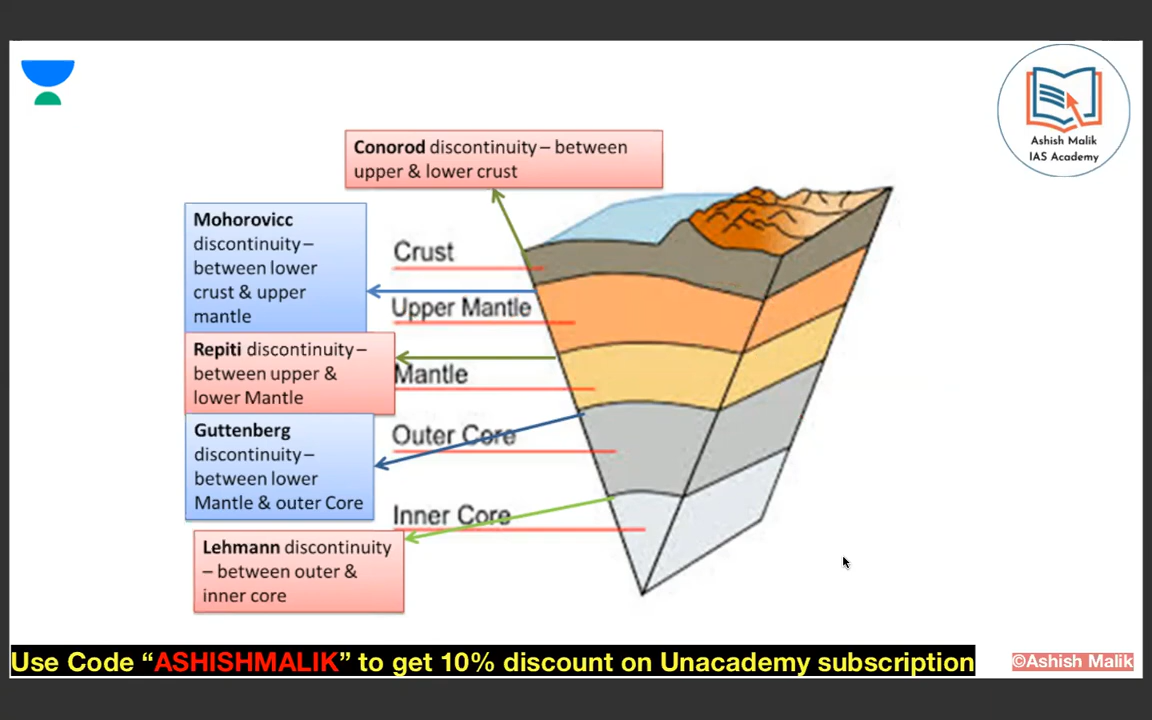 Ashish Malik
IAS Academy
Conorod discontinuity – between
upper & lower crust
Mohorovicc
discontinuity –
between lower
crust & upper
mantle
Crust
Upper Mantle
Repiti discontinuity –
between upper &
lower Mantle
Mantle
Guttenberg
discontinuity –
between lower
Mantle & outer Core
Outer Core
Inner Core
Lehmann discontinuity
– between outer &
inner core
Use Code “ASHISHMALIK” to get 10% discount on Unacademy subscription
©Ashish Malik